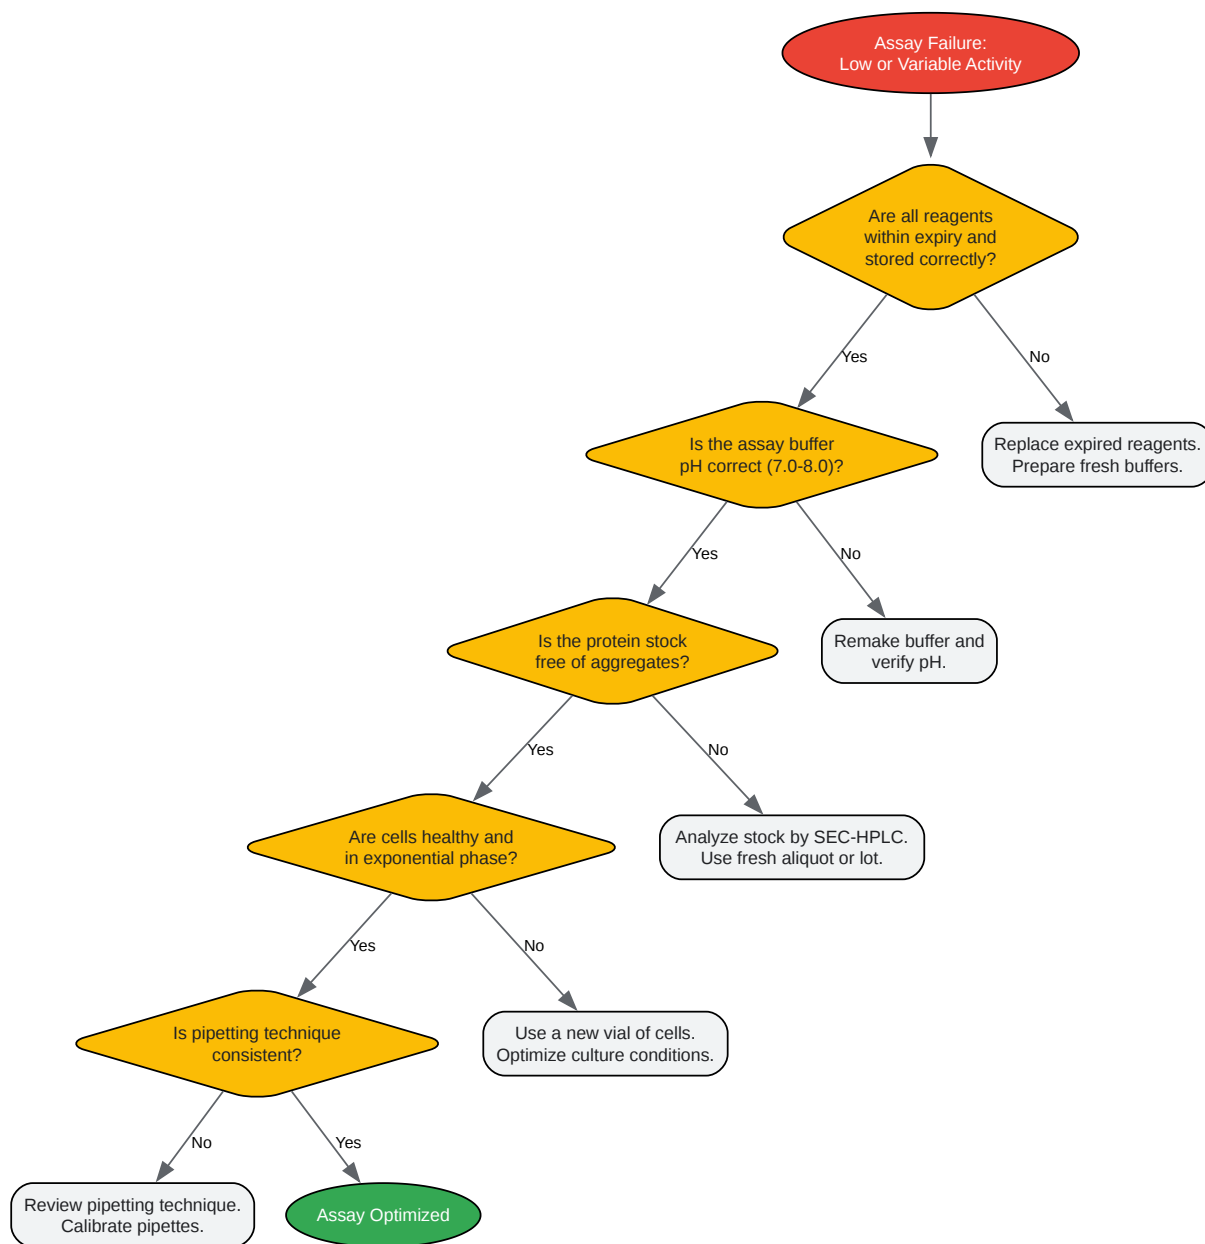 Assay Failure:
Low or Variable Activity
Are all reagents
within expiry and
stored correctly?
Yes
No
Is the assay buffer
pH correct (7.0-8.0)?
Replace expired reagents.
Prepare fresh buffers.
Yes
No
Is the protein stock
free of aggregates?
Remake buffer and
verify pH.
Yes
No
Are cells healthy and
in exponential phase?
Analyze stock by SEC-HPLC.
Use fresh aliquot or lot.
Yes
No
Is pipetting technique
consistent?
Use a new vial of cells.
Optimize culture conditions.
No
Yes
Review pipetting technique.
Calibrate pipettes.
Assay Optimized